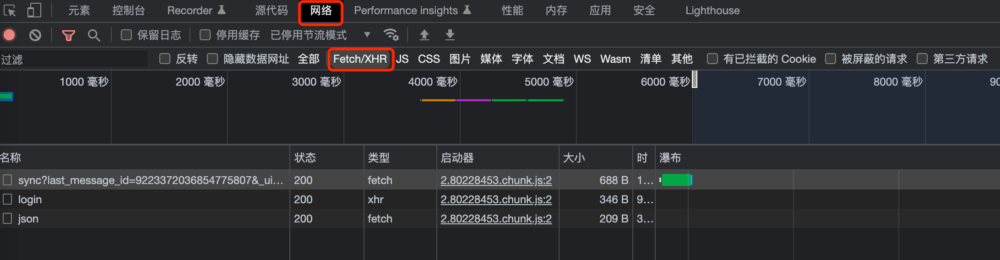 元素 控制台 Recorder 源代码 网络 Performance insights 性能 内存 应用 安全 Lighthouse
保留日志 停用缓存 已停用节流模式
过滤 反转 隐藏数据网址 全部 Fetch/XHR JS CSS 图片 媒体 字体 文档 WS Wasm 清单 其他 有已拦截的 Cookie 被屏蔽的请求 第三方请求
1000 毫秒 2000 毫秒 3000 毫秒 4000 毫秒 5000 毫秒 6000 毫秒 7000 毫秒 8000 毫秒 90
名称 状态 类型 启动器 大小 时 瀑布
sync?last_message_id=9223372036854775807&_ui... 200 fetch 2.80228453.chunk.js:2 688 B 1...
login 200 xhr 2.80228453.chunk.js:2 346 B 9...
json 200 fetch 2.80228453.chunk.js:2 209 B 3...